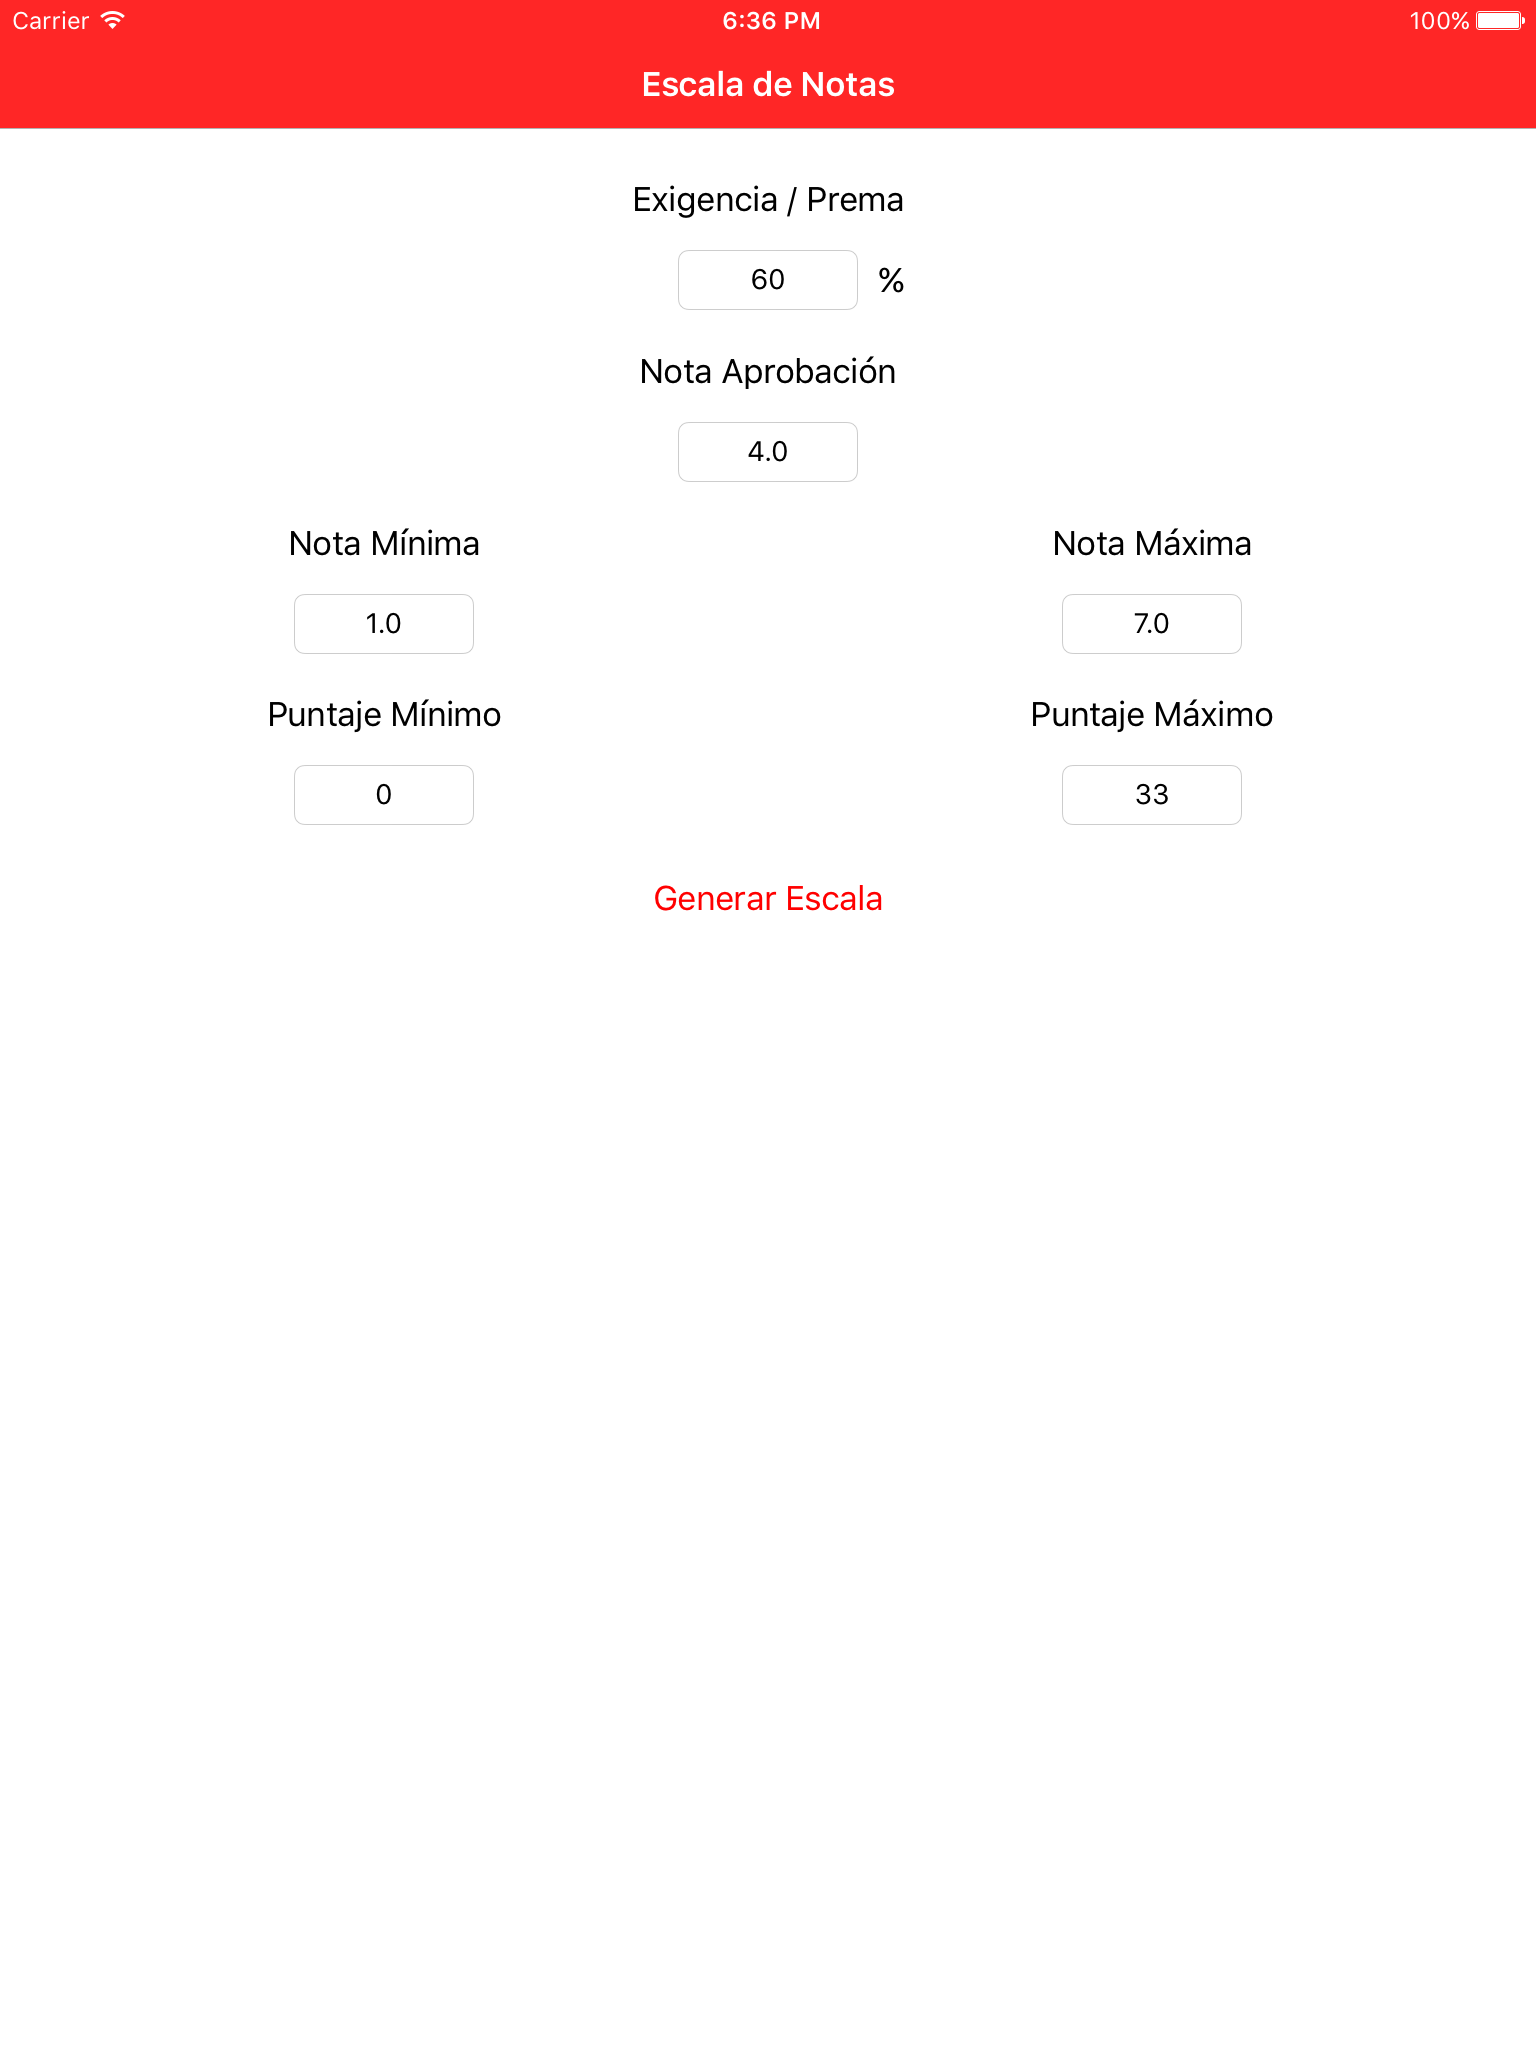 Carrier 6:36 PM 100%
Escala de Notas
Exigencia / Prema
60 %
Nota Aprobación
4.0
Nota Mínima Nota Máxima
1.0 7.0
Puntaje Mínimo Puntaje Máximo
0 33
Generar Escala